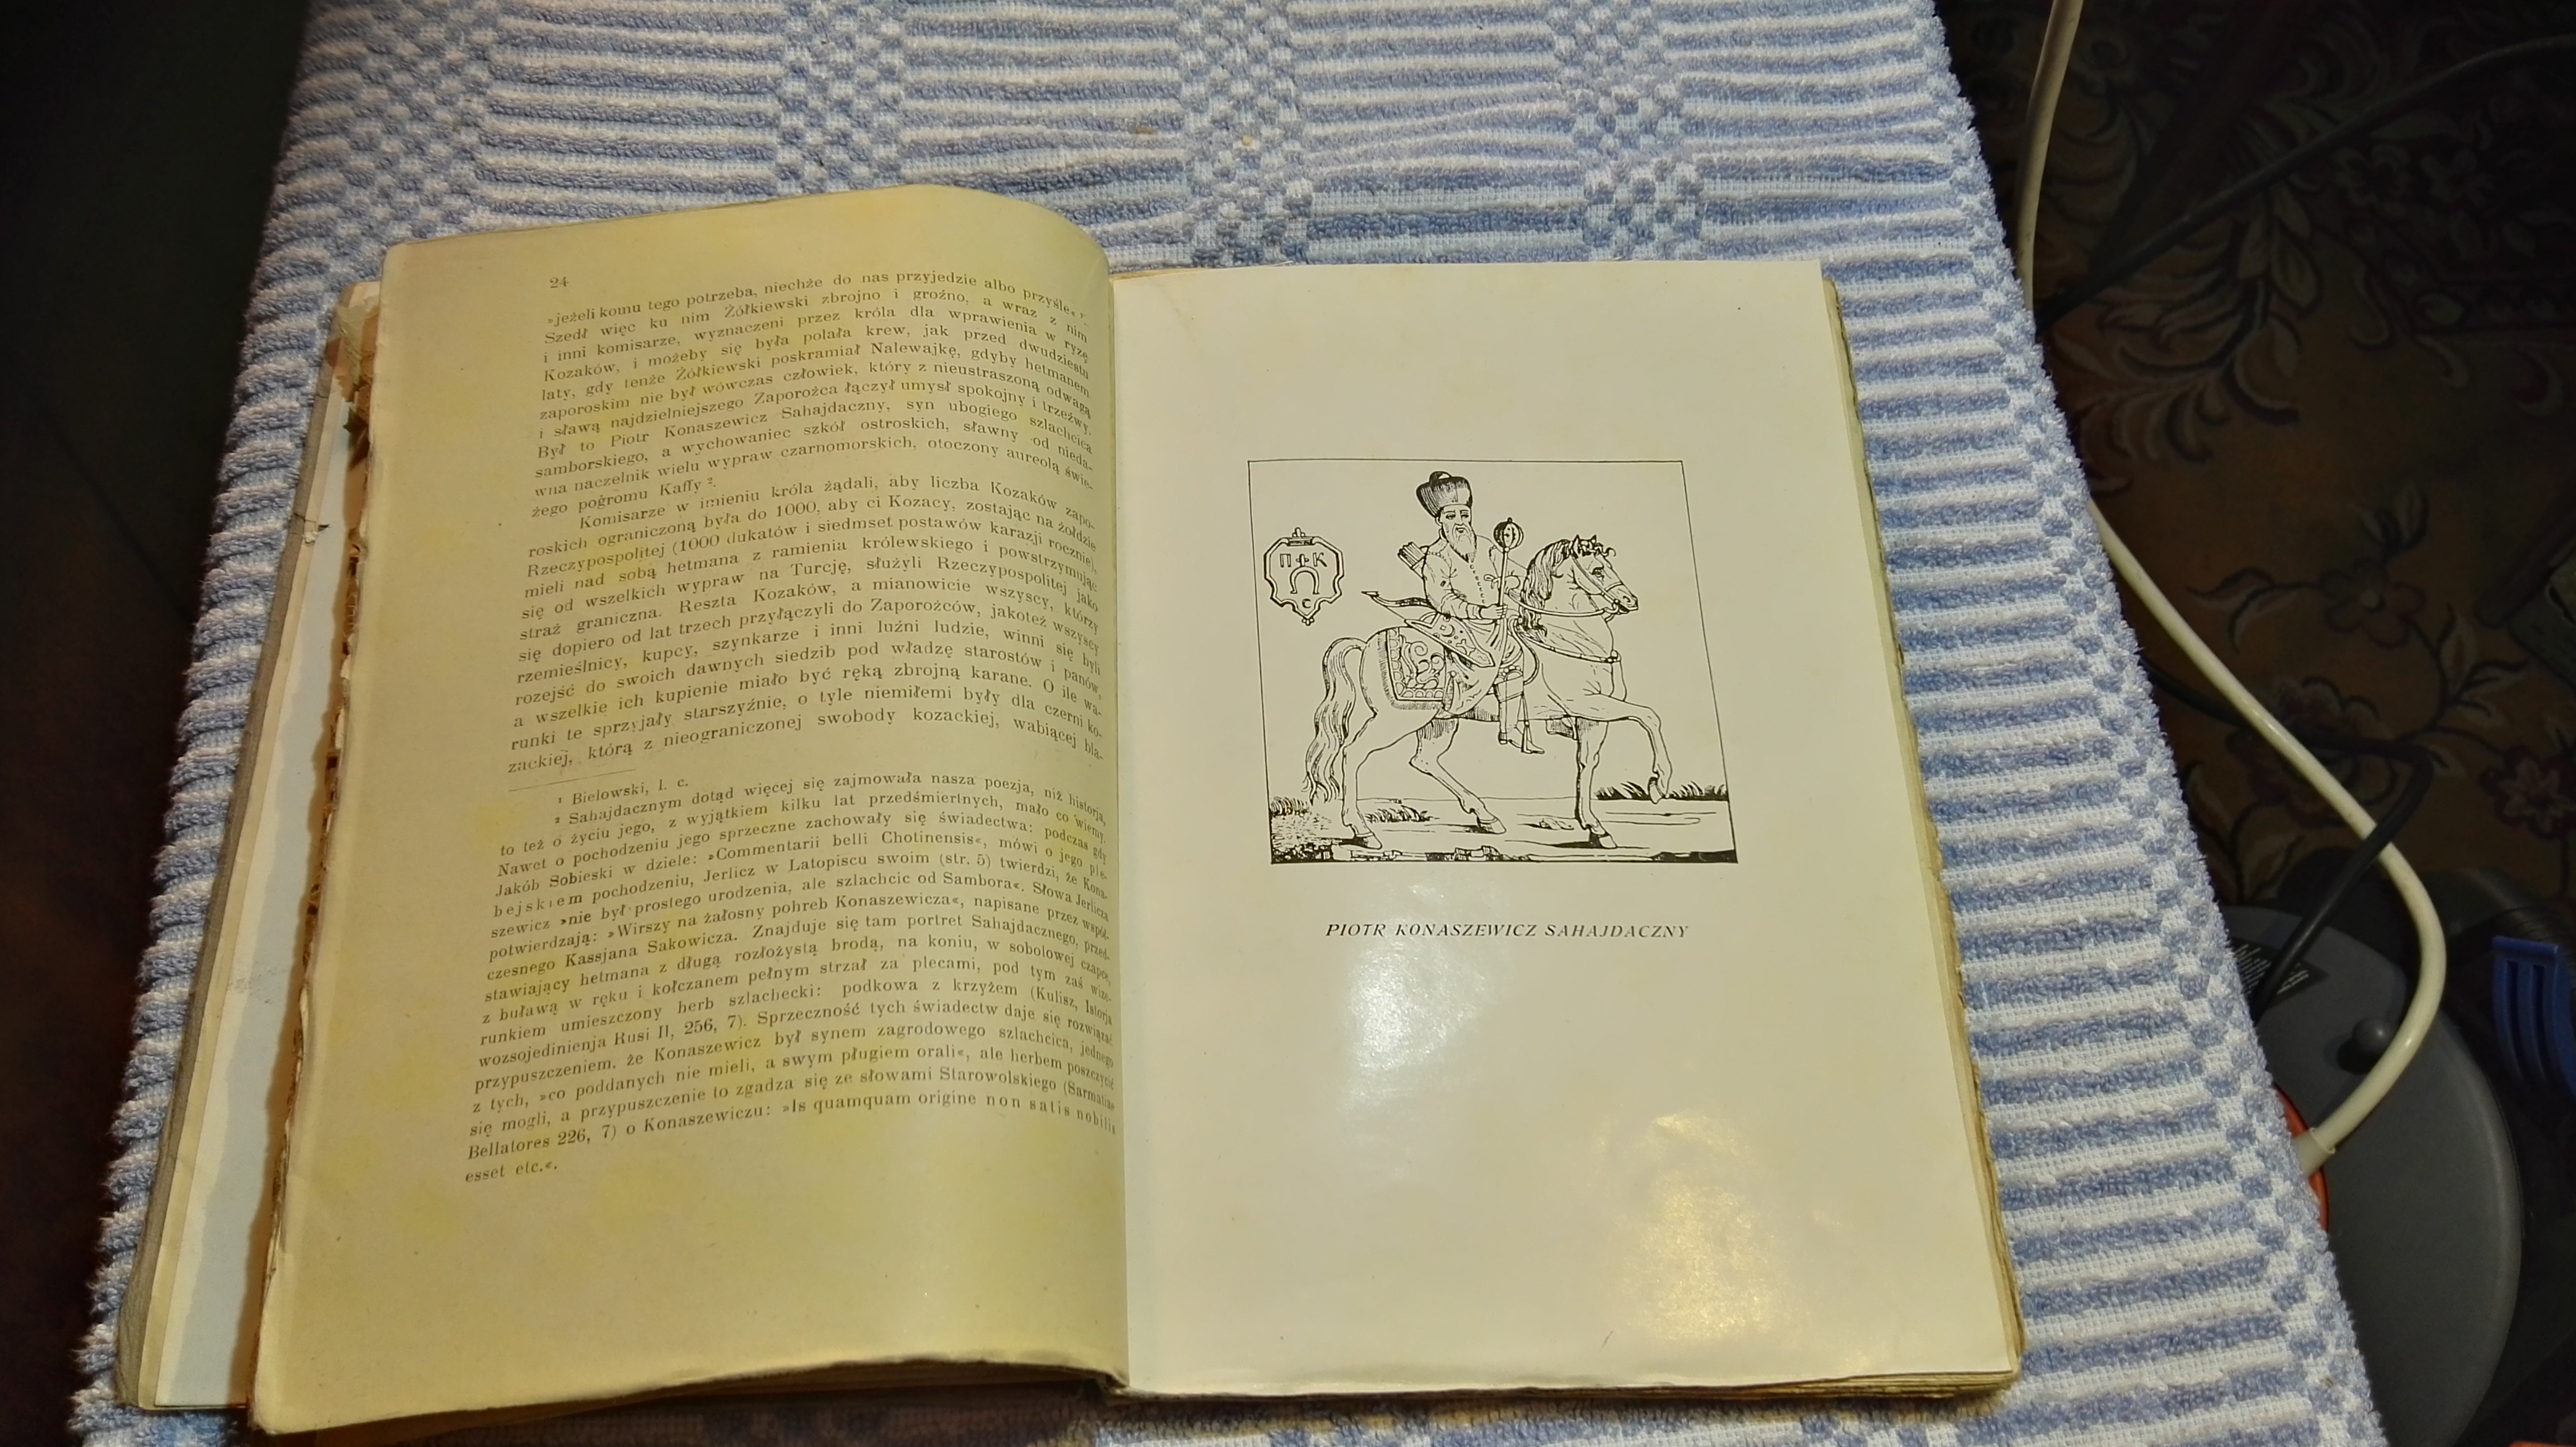 24
»jeżeli komu tego potrzeba, niechże do nas przyjedzie albo przyśle« ¹.
Szedł więc ku nim Żółkiewski zbrojno i groźno, a wraz z nim
i inni komisarze, wyznaczeni przez króla dla wprawienia w ryzę
Kozaków, i możeby się była polała krew, jak przed dwudziestu
laty, gdy tenże Żółkiewski poskramiał Nalewajkę, gdyby hetmanem
zaporoskim nie był wówczas człowiek, który z nieustraszoną odwagą
i sławą najdzielniejszego Zaporożca łączył umysł spokojny i trzeźwy.
Był to Piotr Konaszewicz Sahajdaczny, syn ubogiego szlachcica
samborskiego, a wychowaniec szkół ostroskich, sławny od nieda-
wna naczelnik wielu wypraw czarnomorskich, otoczony aureolą świe-
żego pogromu Kaffy ².
Komisarze w imieniu króla żądali, aby liczba Kozaków zapo-
roskich ograniczoną była do 1000, aby ci Kozacy, zostając na żołdzie
Rzeczypospolitej (1000 dukatów i siedmset postawów karazji rocznie),
mieli nad sobą hetmana z ramienia królewskiego i powstrzymując
się od wszelkich wypraw na Turcję, służyli Rzeczypospolitej jako
straż graniczna. Reszta Kozaków, a mianowicie wszyscy, którzy
się dopiero od lat trzech przyłączyli do Zaporożców, jakoteż wszyscy
rzemieślnicy, kupcy, szynkarze i inni luźni ludzie, winni się byli
rozejść do swoich dawnych siedzib pod władzę starostów i panów,
a wszelkie ich kupienie miało być ręką zbrojną karane. O ile wa-
runki te sprzyjały starszyźnie, o tyle niemiłemi były dla czerni ko-
zackiej, którą z nieograniczonej swobody kozackiej, wabiącej bla-
¹ Bielowski, l. c.
² Sahajdacznym dotąd więcej się zajmowała nasza poezja, niż historja,
to też o życiu jego, z wyjątkiem kilku lat przedśmiertnych, mało co wiemy.
Nawet o pochodzeniu jego sprzeczne zachowały się świadectwa: podczas gdy
Jakób Sobieski w dziele: »Commentarii belli Chotinensis«, mówi o jego ple-
bejskiem pochodzeniu, Jerlicz w Latopiscu swoim (str. 5) twierdzi, że Kona-
szewicz »nie był prostego urodzenia, ale szlachcic od Sambora«. Słowa Jerlicza
potwierdzają: »Wirszy na żałosny pohreb Konaszewicza«, napisane przez współ-
czesnego Kassjana Sakowicza. Znajduje się tam portret Sahajdacznego, przed-
stawiający hetmana z długą rozłożystą brodą, na koniu, w sobolowej czapce,
z buławą w ręku i kołczanem pełnym strzał za plecami, pod tym zaś wize-
runkiem umieszczony herb szlachecki: podkowa z krzyżem (Kulisz, Istorja
wozsojedinienja Rusi II, 256, 7). Sprzeczność tych świadectw daje się rozwiązać
przypuszczeniem, że Konaszewicz był synem zagrodowego szlachcica, jednego
z tych, »co poddanych nie mieli, a swym pługiem orali«, ale herbem poszczycić
się mogli, a przypuszczenie to zgadza się ze słowami Starowolskiego (Sarmatiae
Bellatores 226, 7) o Konaszewiczu: »Is quamquam origine non satis nobilis
esset etc.«.
П К
С
PIOTR KONASZEWICZ SAHAJDACZNY